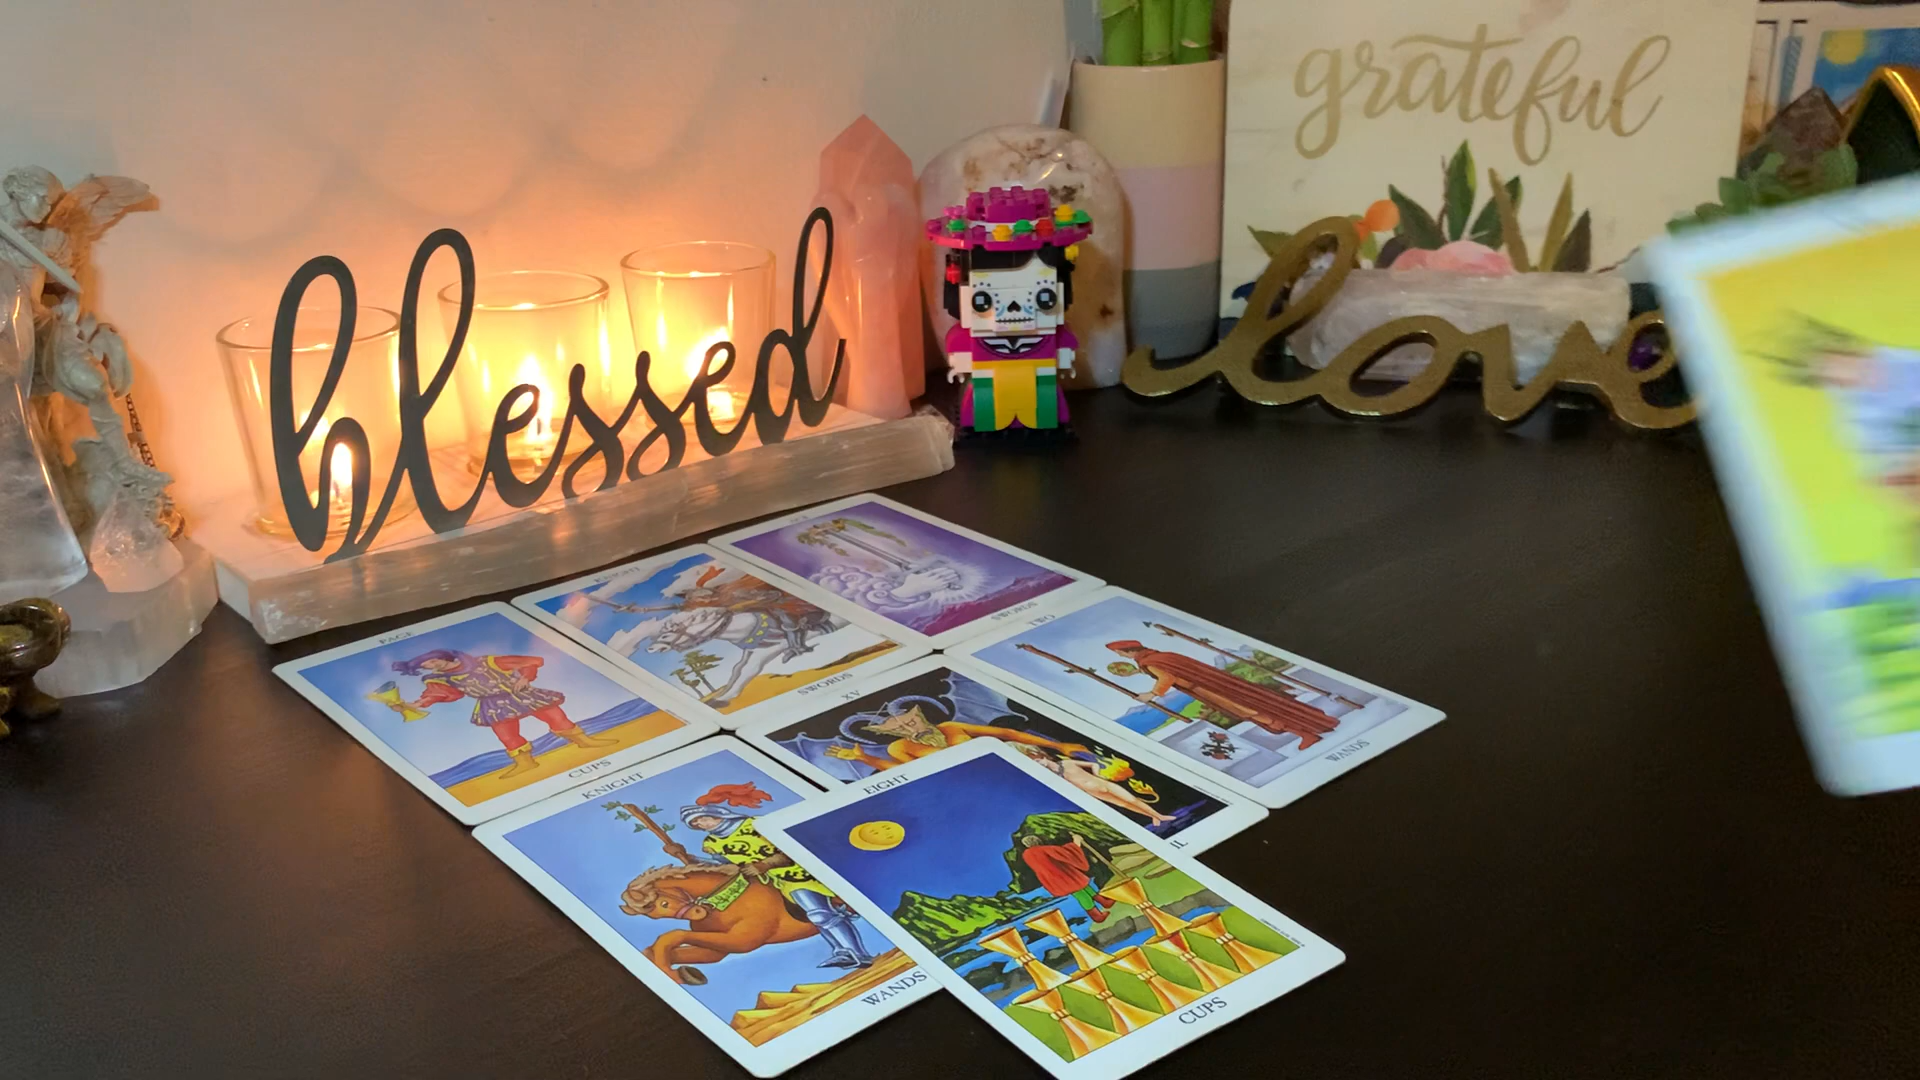 grateful
blessed
love
KNIGHT
SWORDS
PAGE
CUPS
TWO
WANDS
SWORDS
XV
KNIGHT
WANDS
EIGHT
CUPS